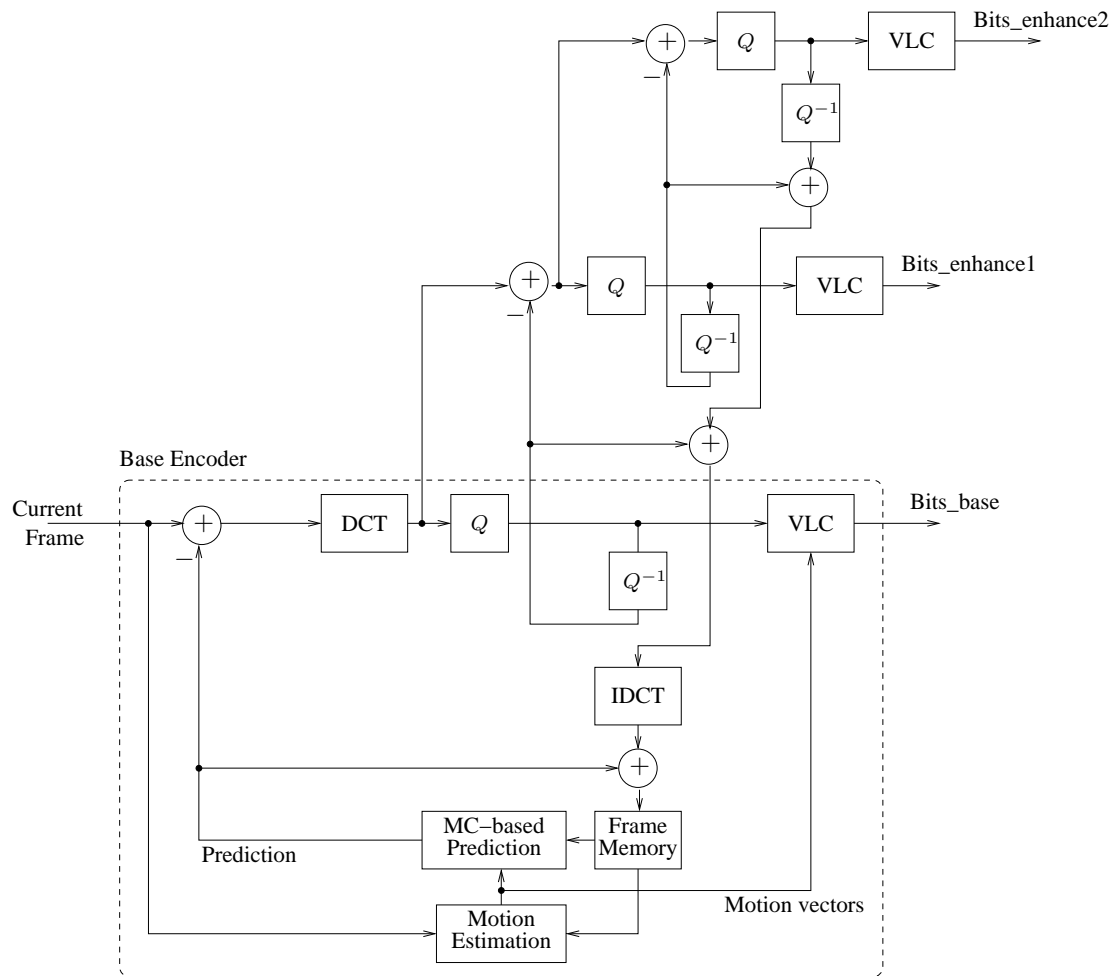 Bits_enhance2
+
Q
VLC
−
Q⁻¹
+
Bits_enhance1
+
Q
VLC
−
Q⁻¹
+
Base Encoder
Current
Frame
+
DCT
Q
VLC
Bits_base
−
Q⁻¹
IDCT
+
MC−based
Prediction
Frame
Memory
Prediction
Motion vectors
Motion
Estimation